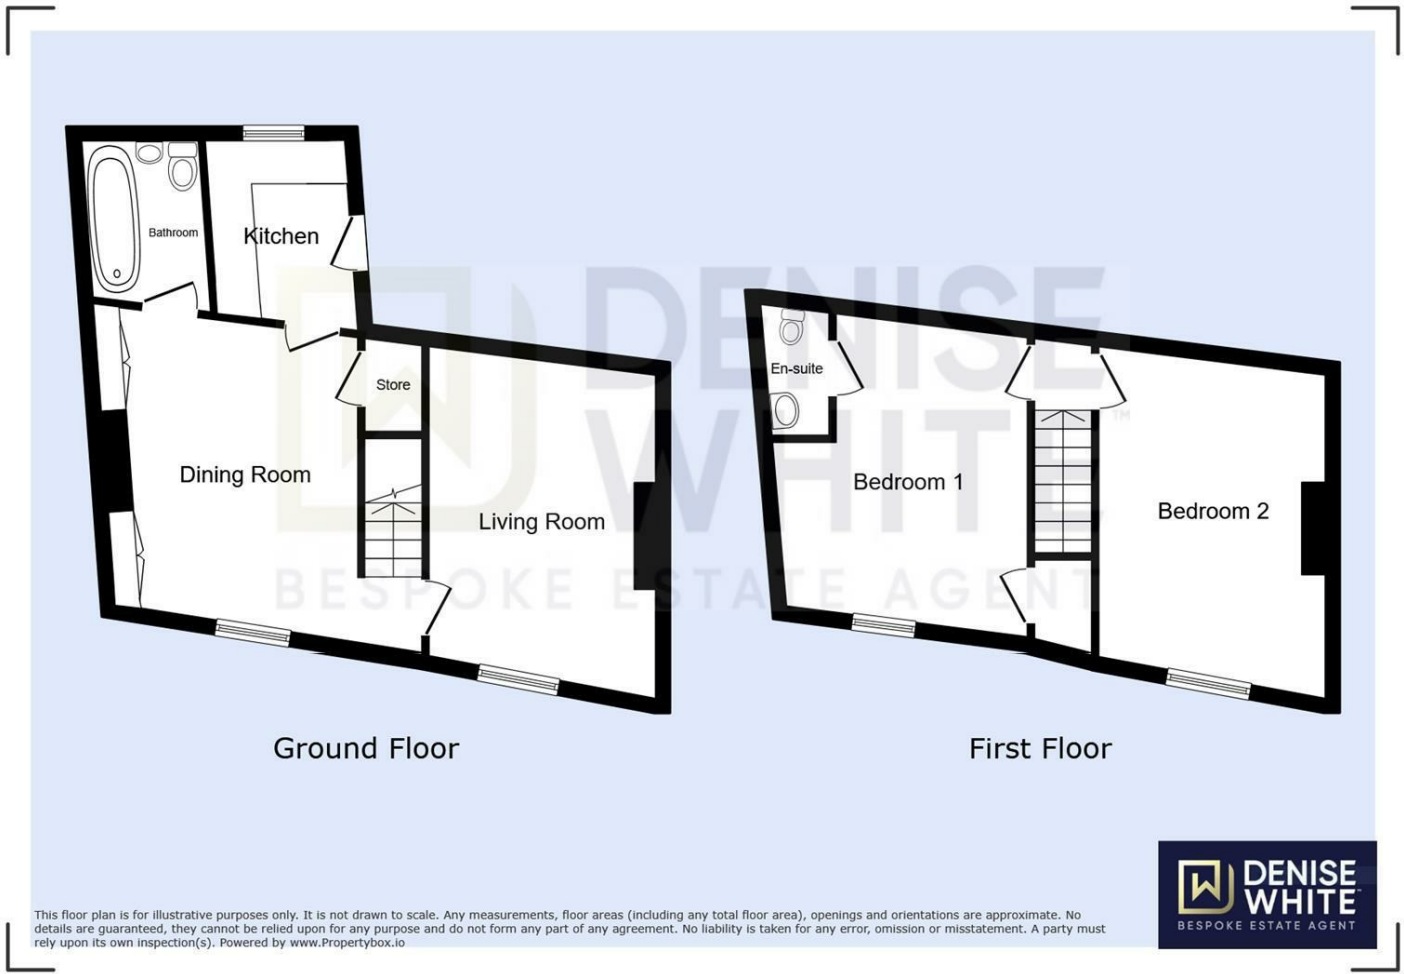 Bathroom
Kitchen
Store
Dining Room
Living Room
En-suite
Bedroom 1
Bedroom 2
DENISE
WHITE™
BESPOKE ESTATE AGENT
Ground Floor
First Floor
This floor plan is for illustrative purposes only. It is not drawn to scale. Any measurements, floor areas (including any total floor area), openings and orientations are approximate. No
details are guaranteed, they cannot be relied upon for any purpose and do not form any part of any agreement. No liability is taken for any error, omission or misstatement. A party must
rely upon its own inspection(s). Powered by www.Propertybox.io
DENISE
WHITE™
BESPOKE ESTATE AGENT